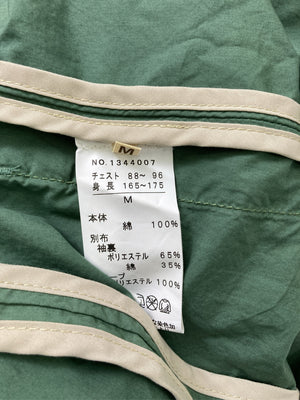 M
NO.1344007
チェスト 88～ 96
身長 165～175
M
本体
綿 100%
別布
袖裏
ポリエステル 65%
綿 35%
ープ
リエステル 100%